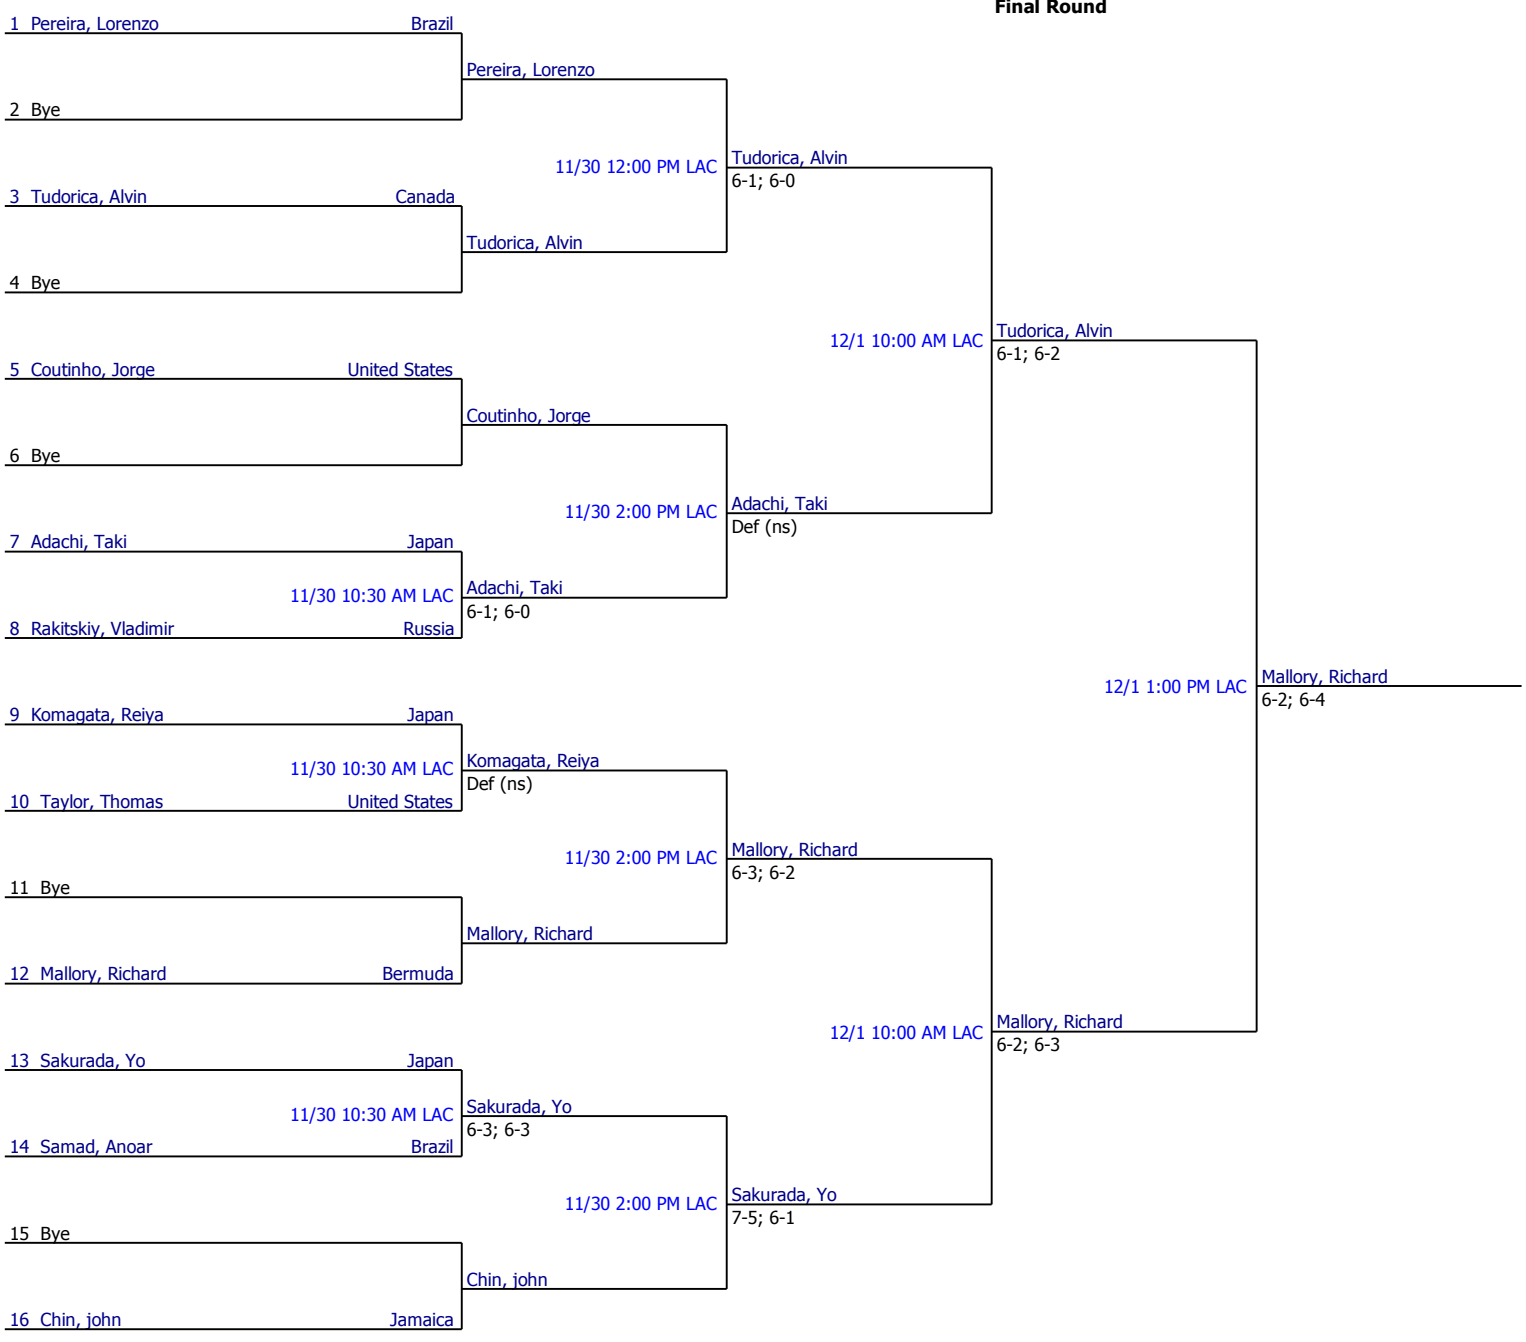 Final Round
1 Pereira, Lorenzo Brazil
Pereira, Lorenzo
2 Bye
11/30 12:00 PM LAC Tudorica, Alvin
6-1; 6-0
3 Tudorica, Alvin Canada
Tudorica, Alvin
4 Bye
12/1 10:00 AM LAC Tudorica, Alvin
6-1; 6-2
5 Coutinho, Jorge United States
Coutinho, Jorge
6 Bye
11/30 2:00 PM LAC Adachi, Taki
Def (ns)
7 Adachi, Taki Japan
11/30 10:30 AM LAC Adachi, Taki
6-1; 6-0
8 Rakitskiy, Vladimir Russia
12/1 1:00 PM LAC Mallory, Richard
6-2; 6-4
9 Komagata, Reiya Japan
11/30 10:30 AM LAC Komagata, Reiya
Def (ns)
10 Taylor, Thomas United States
11/30 2:00 PM LAC Mallory, Richard
6-3; 6-2
11 Bye
Mallory, Richard
12 Mallory, Richard Bermuda
12/1 10:00 AM LAC Mallory, Richard
6-2; 6-3
13 Sakurada, Yo Japan
11/30 10:30 AM LAC Sakurada, Yo
6-3; 6-3
14 Samad, Anoar Brazil
11/30 2:00 PM LAC Sakurada, Yo
7-5; 6-1
15 Bye
Chin, john
16 Chin, john Jamaica